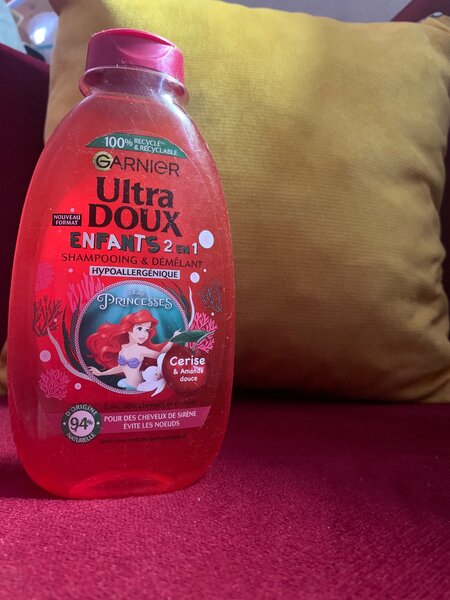 100% RECYCLÉ
& RECYCLABLE
GARNIER
Ultra
DOUX
NOUVEAU
FORMAT
ENFANTS 2 EN 1
SHAMPOOING & DÉMÊLANT
HYPOALLERGÉNIQUE
Disney
PRINCESSES
Cerise
& Amande
douce
D'ORIGINE
94%
NATURELLE
POUR DES CHEVEUX DE SIRÈNE
ÉVITE LES NOEUDS